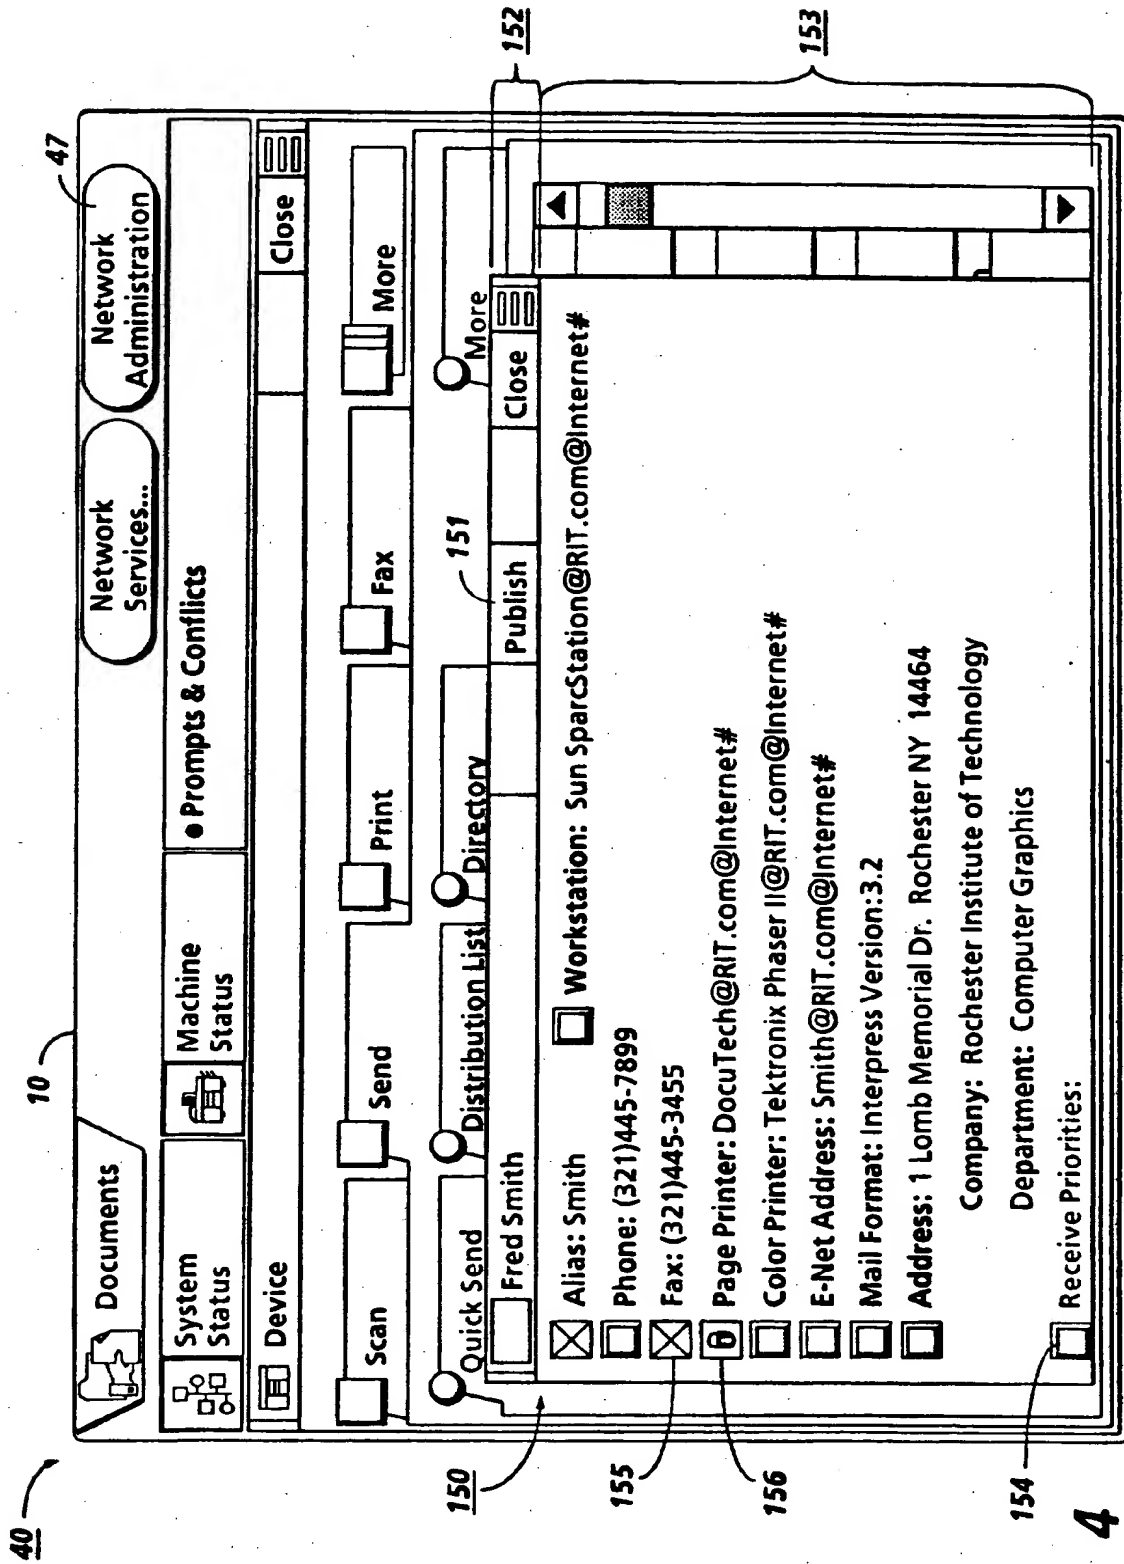 40
10
47
Documents
Network
Services...
Network
Administration
System
Status
Machine
Status
● Prompts & Conflicts
Device
Close
Scan
Send
Print
Fax
More
Quick Send
Distribution List
Directory
151
More
152
150
Fred Smith
Publish
Close
153
Alias: Smith
Workstation: Sun SparcStation@RIT.com@Internet#
Phone: (321)445-7899
155
Fax: (321)445-3455
156
Page Printer: DocuTech@RIT.com@Internet#
Color Printer: Tektronix Phaser II@RIT.com@Internet#
E-Net Address: Smith@RIT.com@Internet#
Mail Format: Interpress Version:3.2
Address: 1 Lomb Memorial Dr. Rochester NY 14464
Company: Rochester Institute of Technology
Department: Computer Graphics
154
Receive Priorities:
4